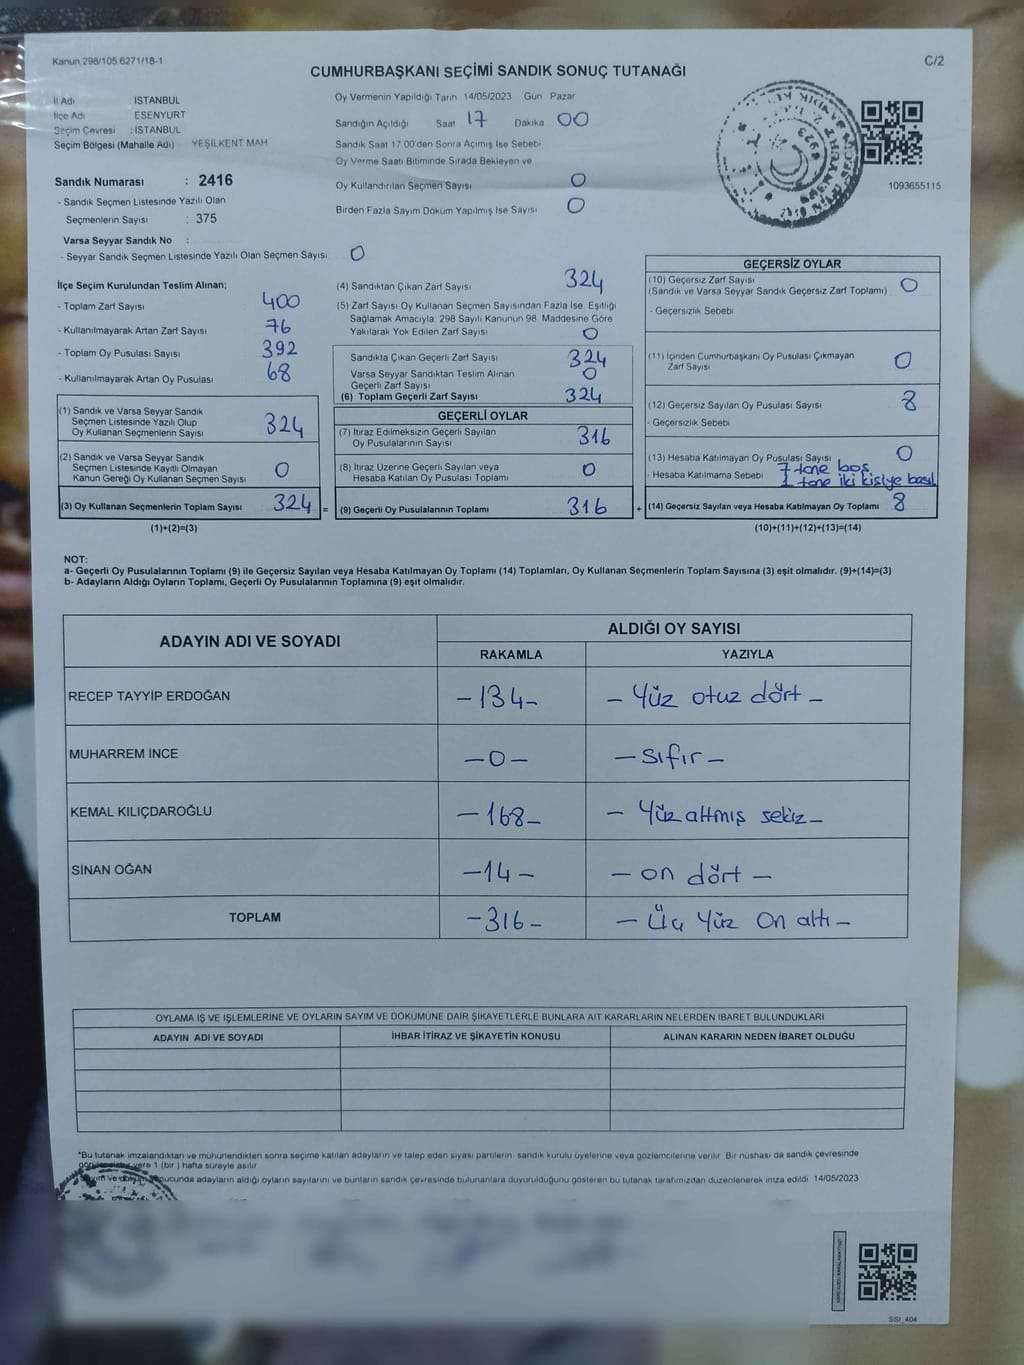 Kanun.298/105.6271/18-1
C/2
CUMHURBAŞKANI SEÇİMİ SANDIK SONUÇ TUTANAĞI
İl Adı İSTANBUL
İlçe Adı : ESENYURT
Seçim Çevresi : İSTANBUL
Seçim Bölgesi (Mahalle Adı) YEŞİLKENT MAH
Oy Vermenin Yapıldığı Tarih 14/05/2023 Gün Pazar
Sandığın Açıldığı Saat 17 Dakika 00
Sandık Saat 17 00'den Sonra Açımış İse Sebebi
Oy Verme Saati Bitiminde Sırada Bekleyen ve
Oy Kullandırılan Seçmen Sayısı 0
Birden Fazla Sayım Döküm Yapılmış İse Sayısı 0
1093655115
Sandık Numarası : 2416
- Sandık Seçmen Listesinde Yazılı Olan
Seçmenlerin Sayısı : 375
Varsa Seyyar Sandık No :
- Seyyar Sandık Seçmen Listesinde Yazılı Olan Seçmen Sayısı 0
İlçe Seçim Kurulundan Teslim Alınan;
- Toplam Zarf Sayısı 400
- Kullanılmayarak Artan Zarf Sayısı 76
- Toplam Oy Pusulası Sayısı 392
- Kullanılmayarak Artan Oy Pusulası 68
(1) Sandık ve Varsa Seyyar Sandık
Seçmen Listesinde Yazılı Olup
Oy Kullanan Seçmenlerin Sayısı 324
(2) Sandık ve Varsa Seyyar Sandık
Seçmen Listesinde Kayıtlı Olmayan
Kanun Gereği Oy Kullanan Seçmen Sayısı 0
(3) Oy Kullanan Seçmenlerin Toplam Sayısı 324 =
(1)+(2)=(3)
(4) Sandıktan Çıkan Zarf Sayısı 324
(5) Zarf Sayısı Oy Kullanan Seçmen Sayısından Fazla İse, Eşitliği
Sağlamak Amacıyla, 298 Sayılı Kanunun 98. Maddesine Göre
Yakılarak Yok Edilen Zarf Sayısı 0
Sandıkta Çıkan Geçerli Zarf Sayısı 324
Varsa Seyyar Sandıktan Teslim Alınan
Geçerli Zarf Sayısı 0
(6) Toplam Geçerli Zarf Sayısı 324
GEÇERLİ OYLAR
(7) İtiraz Edilmeksizin Geçerli Sayılan
Oy Pusulalarının Sayısı 316
(8) İtiraz Üzerine Geçerli Sayılan veya
Hesaba Katılan Oy Pusulası Toplamı 0
(9) Geçerli Oy Pusulalarının Toplamı 316 +
GEÇERSİZ OYLAR
(10) Geçersiz Zarf Sayısı 0
(Sandık ve Varsa Seyyar Sandık Geçersiz Zarf Toplamı)
- Geçersizlik Sebebi
(11) İçinden Cumhurbaşkanı Oy Pusulası Çıkmayan
Zarf Sayısı 0
(12) Geçersiz Sayılan Oy Pusulası Sayısı 8
- Geçersizlik Sebebi
(13) Hesaba Katılmayan Oy Pusulası Sayısı 0
- Hesaba Katılmama Sebebi 7 tane boş
1 tane iki kişiye basıl
(14) Geçersiz Sayılan veya Hesaba Katılmayan Oy Toplamı 8
(10)+(11)+(12)+(13)=(14)
NOT:
a- Geçerli Oy Pusulalarının Toplamı (9) ile Geçersiz Sayılan veya Hesaba Katılmayan Oy Toplamı (14) Toplamları, Oy Kullanan Seçmenlerin Toplam Sayısına (3) eşit olmalıdır. (9)+(14)=(3)
b- Adayların Aldığı Oyların Toplamı, Geçerli Oy Pusulalarının Toplamına (9) eşit olmalıdır.
ADAYIN ADI VE SOYADI
ALDIĞI OY SAYISI
RAKAMLA YAZIYLA
RECEP TAYYİP ERDOĞAN -134- - Yüz otuz dört -
MUHARREM İNCE -0- - sıfır -
KEMAL KILIÇDAROĞLU -168- - Yüz altmış sekiz -
SİNAN OĞAN -14- - on dört -
TOPLAM -316- - Üç Yüz On altı -
OYLAMA İŞ VE İŞLEMLERİNE VE OYLARIN SAYIM VE DÖKÜMÜNE DAİR ŞİKAYETLERLE BUNLARA AİT KARARLARIN NELERDEN İBARET BULUNDUKLARI
ADAYIN ADI VE SOYADI İHBAR İTİRAZ VE ŞİKAYETİN KONUSU ALINAN KARARIN NEDEN İBARET OLDUĞU
*Bu tutanak imzalandıktan ve mühürlendikten sonra seçime katılan adayların ve talep eden siyasi partilerin sandık kurulu üyelerine veya gözlemcilerine verilir Bir nüshası da sandık çevresinde
yere 1 (bir ) hafta süreyle asılır
adayların aldığı oyların sayılarını ve bunların sandık çevresinde bulunanlara duyurulduğunu gösteren bu tutanak tarafımızdan düzenlenerek imza edildi 14/05/2023
SSI_404